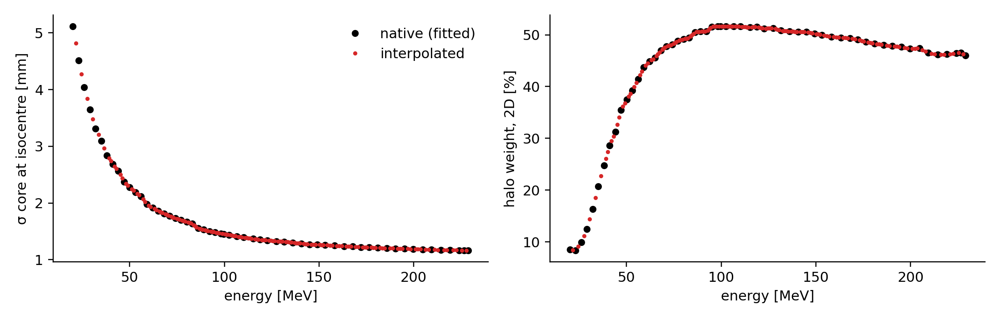 σ core at isocentre [mm]
5
4
3
2
1
50 100 150 200
energy [MeV]
native (fitted)
interpolated
halo weight, 2D [%]
50
40
30
20
10
50 100 150 200
energy [MeV]